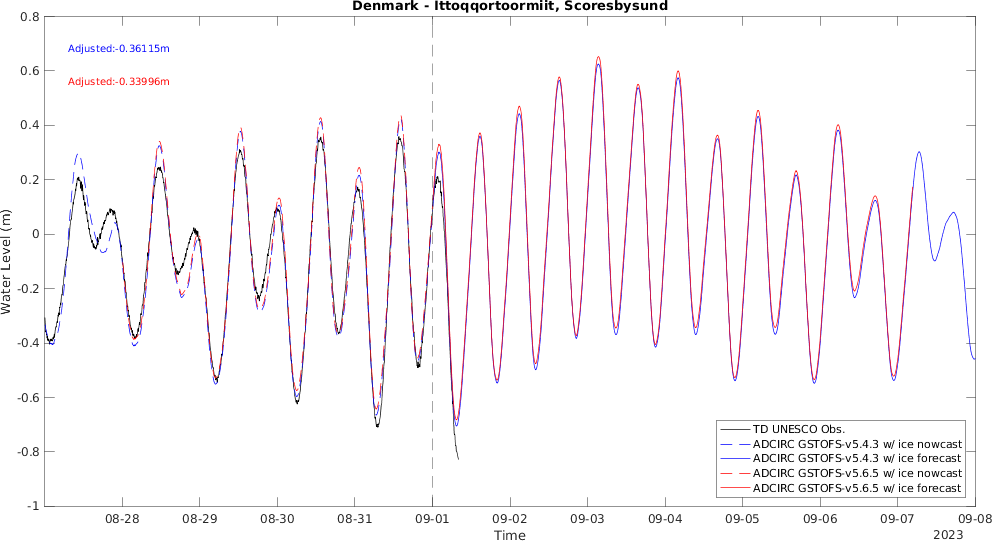 Denmark - Ittoqqortoormiit, Scoresbysund
Adjusted:-0.36115m
Adjusted:-0.33996m
Water Level (m)
0.8
0.6
0.4
0.2
0
-0.2
-0.4
-0.6
-0.8
-1
TD UNESCO Obs.
ADCIRC GSTOFS-v5.4.3 w/ ice nowcast
ADCIRC GSTOFS-v5.4.3 w/ ice forecast
ADCIRC GSTOFS-v5.6.5 w/ ice nowcast
ADCIRC GSTOFS-v5.6.5 w/ ice forecast
08-28 08-29 08-30 08-31 09-01 09-02 09-03 09-04 09-05 09-06 09-07 09-08
Time
2023